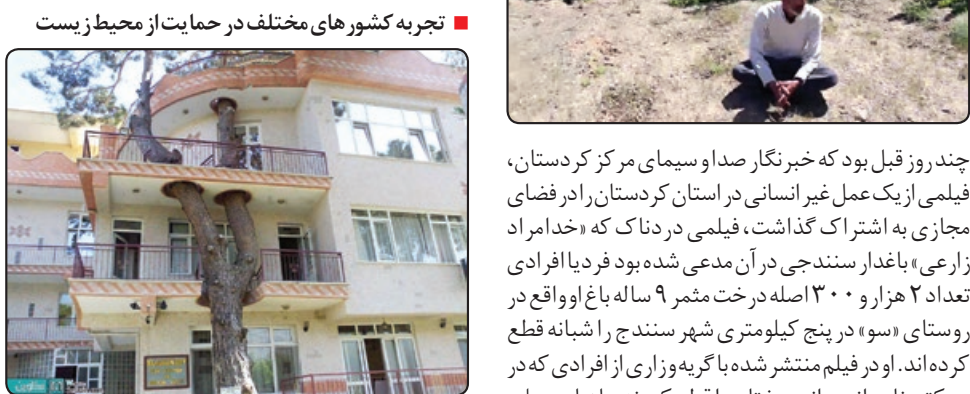 چند روز قبل بود که خبرنگار صدا و سیمای مرکز کردستان،
فیلمی از یک عمل غیر انسانی در استان کردستان را در فضای
مجازی به اشتراک گذاشت، فیلمی دردناک که «خدامراد
زارعی» باغدار سنندجی در آن مدعی شده بود فرد یا افرادی
تعداد ۲ هزار و ۳۰۰ اصله درخت مثمر ۹ ساله باغ او واقع در
روستای «سو» در پنج کیلومتری شهر سنندج را شبانه قطع
کرده‌اند. او در فیلم منتشر شده با گریه و زاری از افرادی که در
■ تجربه کشورهای مختلف در حمایت از محیط زیست